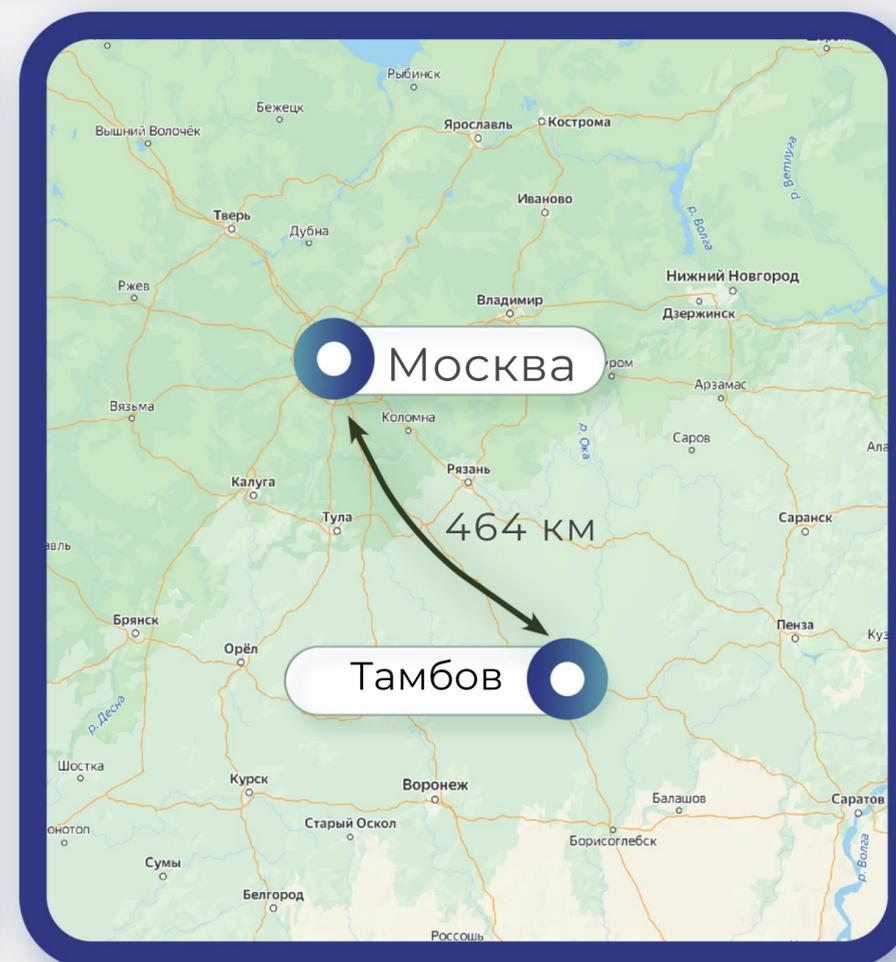 Рыбинск
Бежецк
Вышний Волочёк
Ярославль
Кострома
р. Ветлуга
Иваново
Тверь
р. Волга
Дубна
Нижний Новгород
Ржев
Владимир
Дзержинск
Москва
Арзамас
Вязьма
Коломна
р. Ока
Саров
Рязань
Калуга
Тула
464 км
Саранск
Брянск
Пенза
Орёл
Тамбов
р. Десна
Шостка
Курск
Воронеж
Балашов
Саратов
Старый Оскол
Борисоглебск
р. Волга
Сумы
Белгород
Россошь